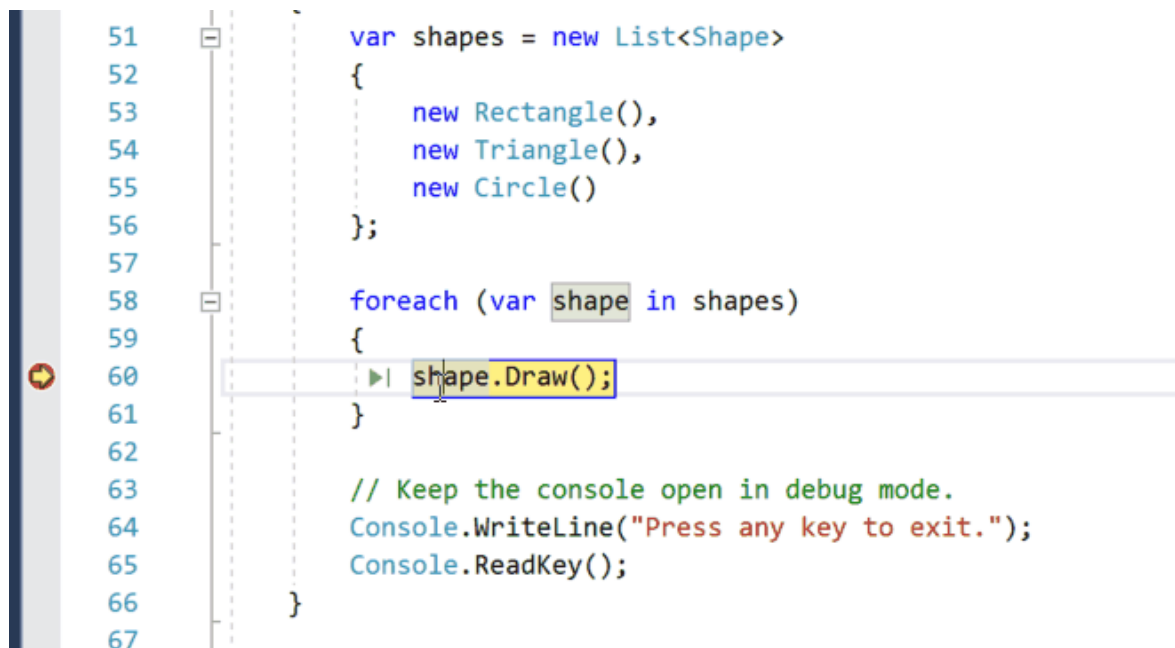 51 var shapes = new List<Shape>
52 {
53 new Rectangle(),
54 new Triangle(),
55 new Circle()
56 };
57
58 foreach (var shape in shapes)
59 {
60 shape.Draw();
61 }
62
63 // Keep the console open in debug mode.
64 Console.WriteLine("Press any key to exit.");
65 Console.ReadKey();
66 }
67